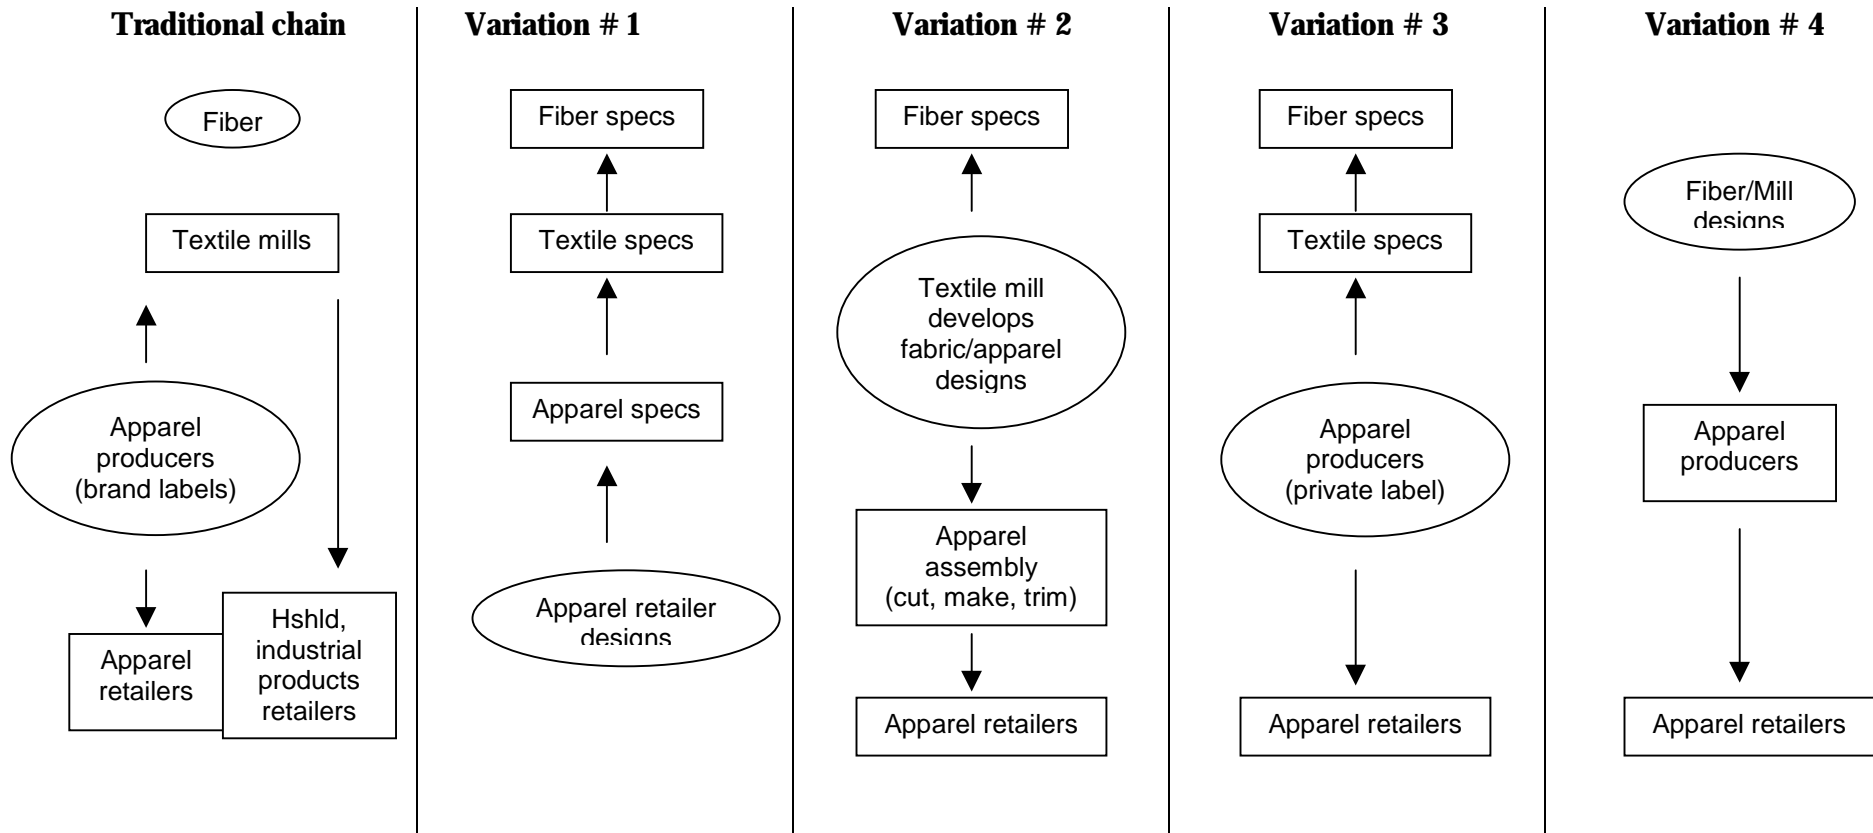 Traditional chain
Fiber
Textile mills
Apparel
producers
(brand labels)
Apparel
retailers
Hshld,
industrial
products
retailers
Variation # 1
Fiber specs
Textile specs
Apparel specs
Apparel retailer
designs
Variation # 2
Fiber specs
Textile mill
develops
fabric/apparel
designs
Apparel
assembly
(cut, make, trim)
Apparel retailers
Variation # 3
Fiber specs
Textile specs
Apparel
producers
(private label)
Apparel retailers
Variation # 4
Fiber/Mill
designs
Apparel
producers
Apparel retailers